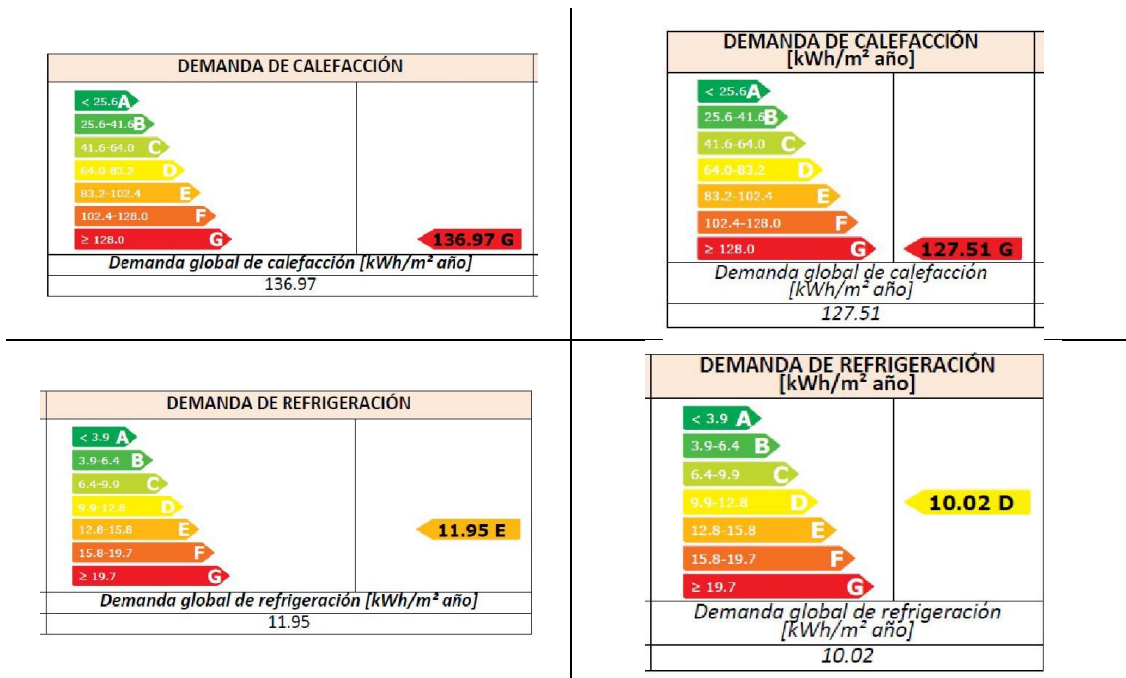 DEMANDA DE CALEFACCIÓN
< 25.6 A
25.6-41.6 B
41.6-64.0 C
64.0-83.2 D
83.2-102.4 E
102.4-128.0 F
≥ 128.0 G
136.97 G
Demanda global de calefacción [kWh/m² año]
136.97
DEMANDA DE CALEFACCIÓN
[kWh/m² año]
< 25.6 A
25.6-41.6 B
41.6-64.0 C
64.0-83.2 D
83.2-102.4 E
102.4-128.0 F
≥ 128.0 G
127.51 G
Demanda global de calefacción
[kWh/m² año]
127.51
DEMANDA DE REFRIGERACIÓN
< 3.9 A
3.9-6.4 B
6.4-9.9 C
9.9-12.8 D
12.8-15.8 E
15.8-19.7 F
≥ 19.7 G
11.95 E
Demanda global de refrigeración [kWh/m² año]
11.95
DEMANDA DE REFRIGERACIÓN
[kWh/m² año]
< 3.9 A
3.9-6.4 B
6.4-9.9 C
9.9-12.8 D
12.8-15.8 E
15.8-19.7 F
≥ 19.7 G
10.02 D
Demanda global de refrigeración
[kWh/m² año]
10.02